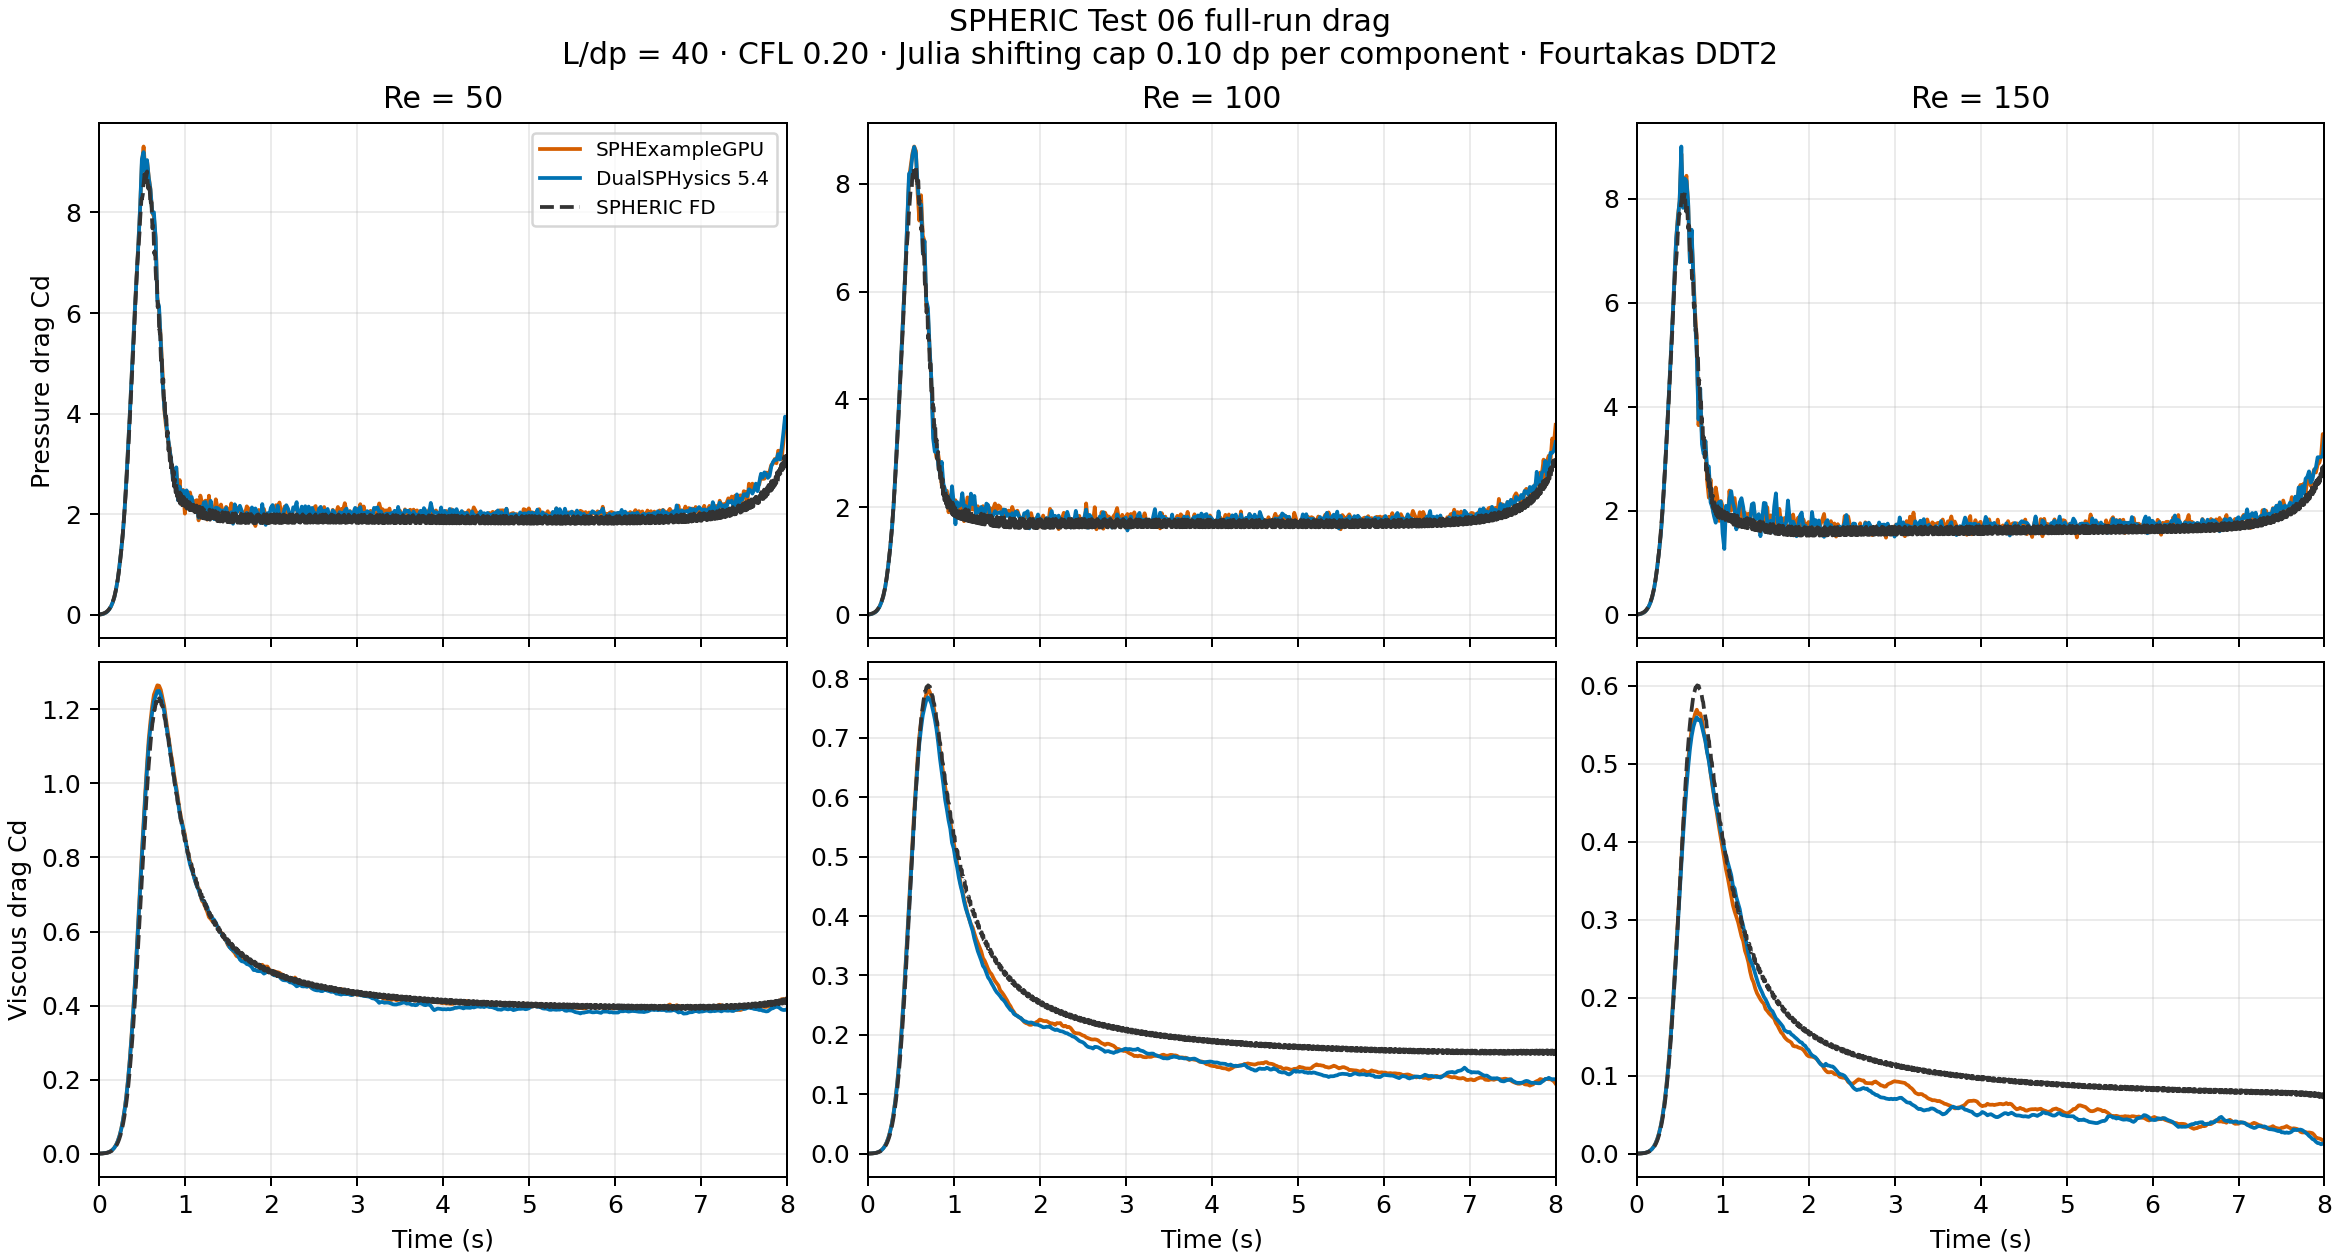 SPHERIC Test 06 full-run drag
L/dp = 40 · CFL 0.20 · Julia shifting cap 0.10 dp per component · Fourtakas DDT2
Re = 50
Re = 100
Re = 150
SPHExampleGPU
DualSPHysics 5.4
SPHERIC FD
Pressure drag Cd
8
6
4
2
0
8
6
4
2
0
8
6
4
2
0
Viscous drag Cd
1.2
1.0
0.8
0.6
0.4
0.2
0.0
0.8
0.7
0.6
0.5
0.4
0.3
0.2
0.1
0.0
0.6
0.5
0.4
0.3
0.2
0.1
0.0
0 1 2 3 4 5 6 7 8
0 1 2 3 4 5 6 7 8
0 1 2 3 4 5 6 7 8
Time (s)
Time (s)
Time (s)